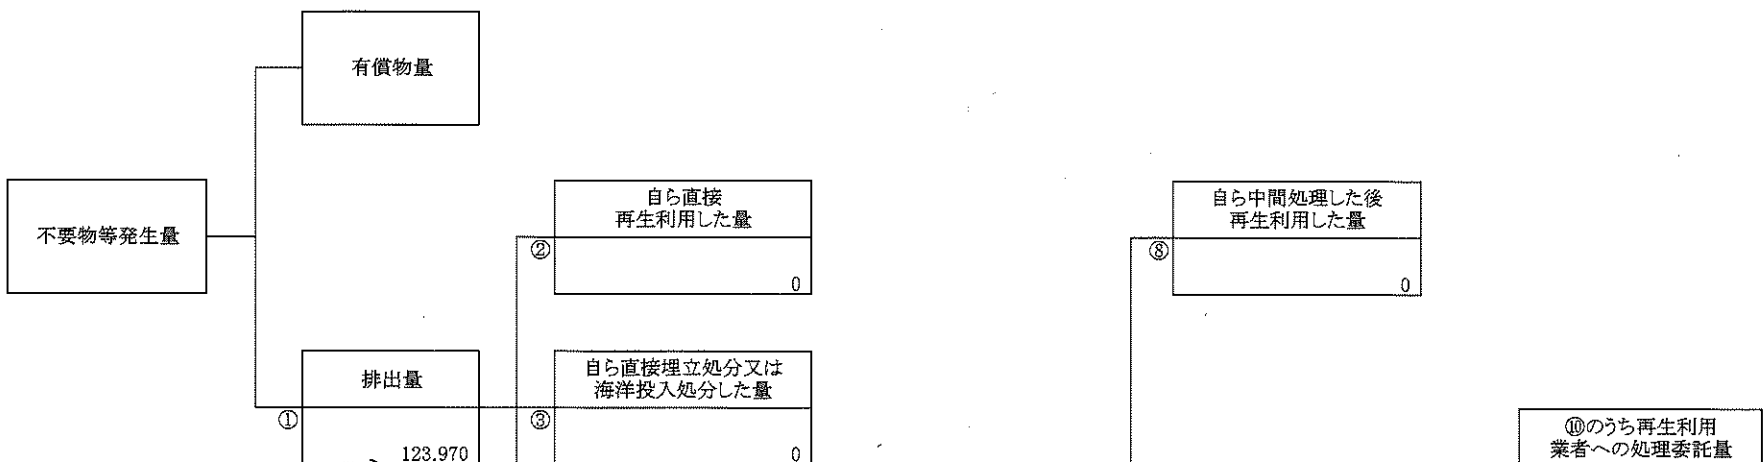 有償物量
不要物等発生量
自ら直接
再生利用した量
②
0
自ら中間処理した後
再生利用した量
⑧
0
排出量
①
123.970
自ら直接埋立処分又は
海洋投入処分した量
③
0
⑩のうち再生利用
業者への処理委託量